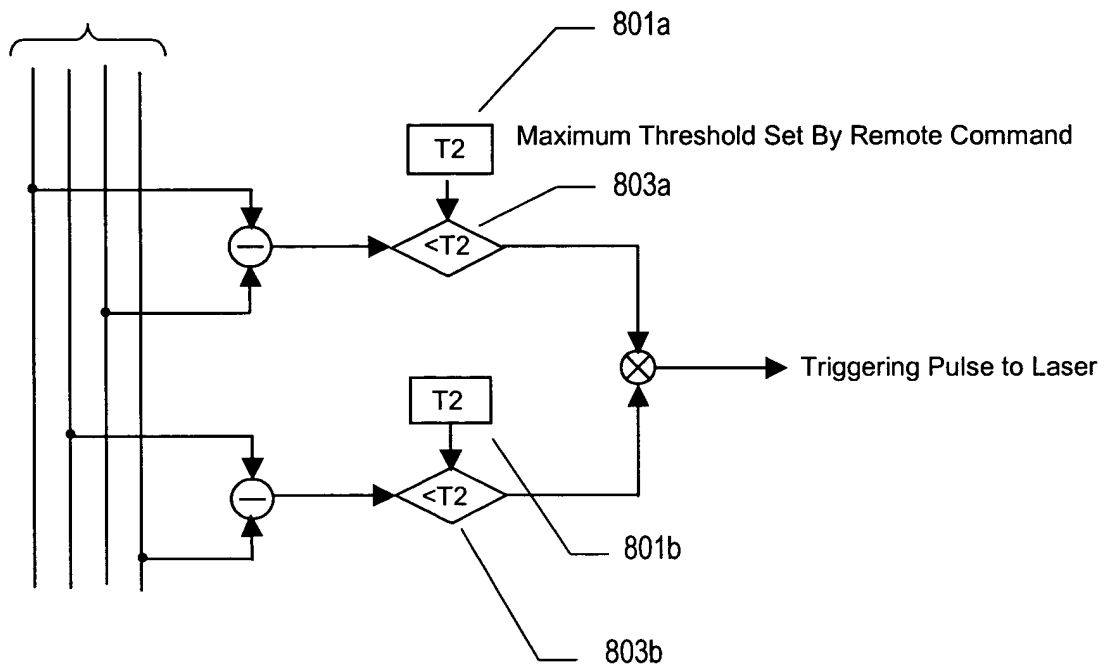 801a
T2
Maximum Threshold Set By Remote Command
803a
<T2
Triggering Pulse to Laser
T2
<T2
801b
803b